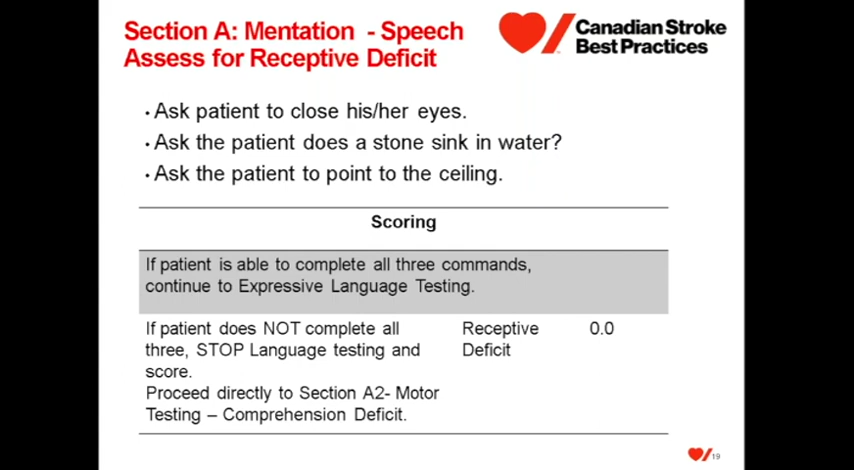 Section A: Mentation - Speech
Assess for Receptive Deficit
Canadian Stroke
Best Practices
• Ask patient to close his/her eyes.
• Ask the patient does a stone sink in water?
• Ask the patient to point to the ceiling.
Scoring
If patient is able to complete all three commands,
continue to Expressive Language Testing.
If patient does NOT complete all
three, STOP Language testing and
score.
Proceed directly to Section A2- Motor
Testing – Comprehension Deficit.
Receptive
Deficit
0.0
19